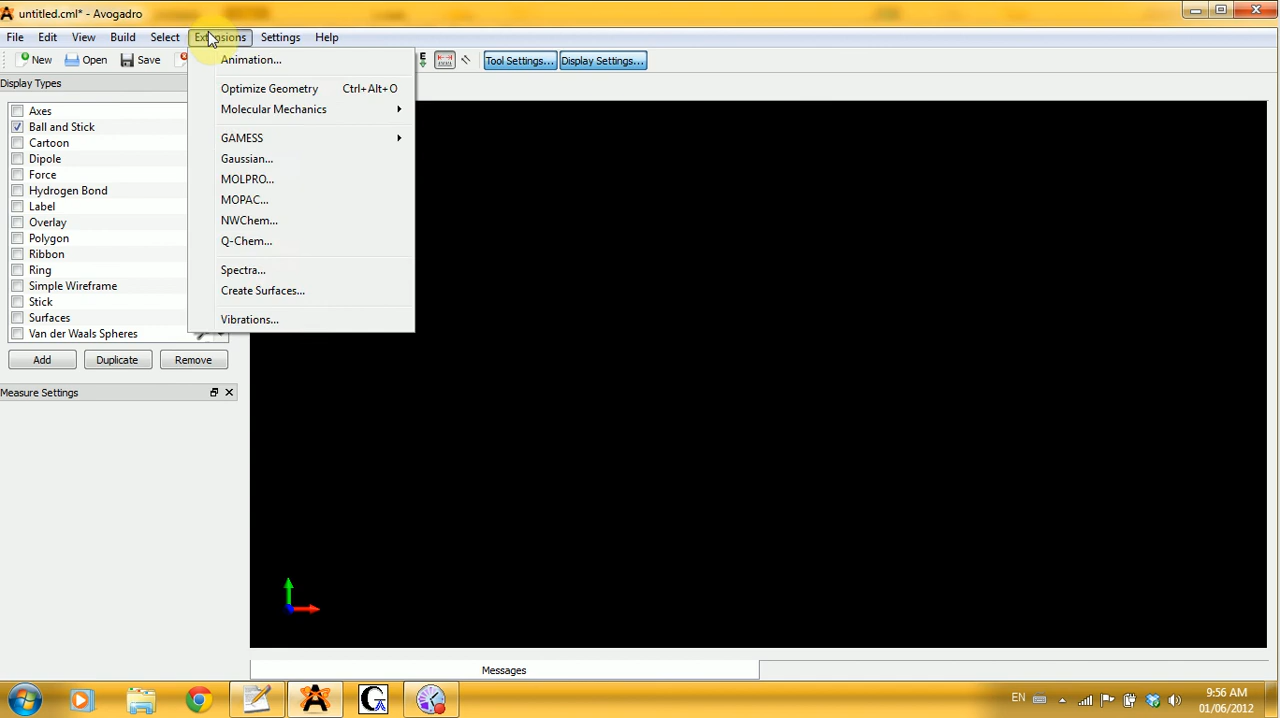 untitled.cml* - Avogadro
File Edit View Build Select Extensions Settings Help
New Open Save E Tool Settings... Display Settings...
Display Types
Axes
Ball and Stick
Cartoon
Dipole
Force
Hydrogen Bond
Label
Overlay
Polygon
Ribbon
Ring
Simple Wireframe
Stick
Surfaces
Van der Waals Spheres
Add Duplicate Remove
Measure Settings
Animation...
Optimize Geometry Ctrl+Alt+O
Molecular Mechanics
GAMESS
Gaussian...
MOLPRO...
MOPAC...
NWChem...
Q-Chem...
Spectra...
Create Surfaces...
Vibrations...
Messages
EN
9:56 AM
01/06/2012